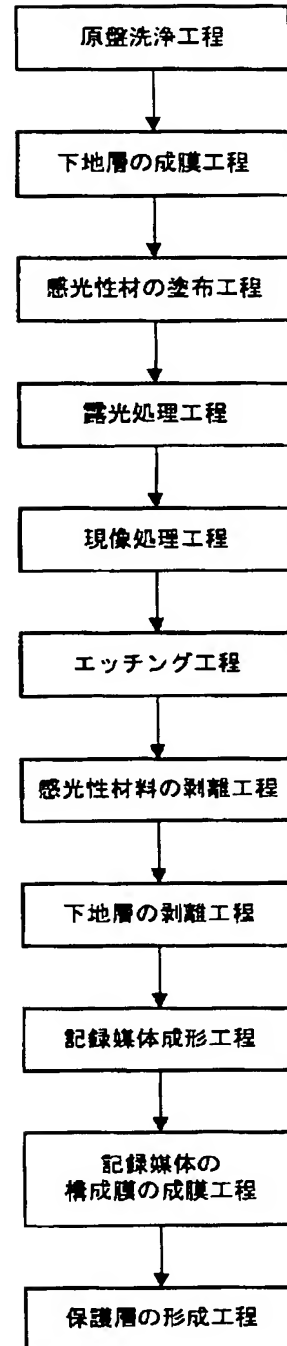 原盤洗浄工程
下地層の成膜工程
感光性材の塗布工程
露光処理工程
現像処理工程
エッチング工程
感光性材料の剥離工程
下地層の剥離工程
記録媒体成形工程
記録媒体の
構成膜の成膜工程
保護層の形成工程